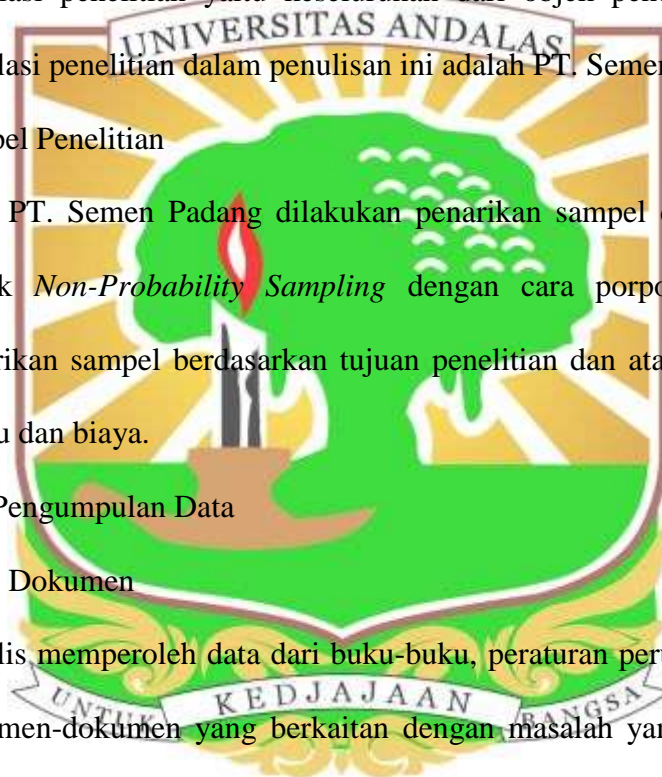 lasi penelitian yaitu keseluruhan dari objek pen
UNIVERSITAS ANDALAS
lasi penelitian dalam penulisan ini adalah PT. Semen
pel Penelitian
PT. Semen Padang dilakukan penarikan sampel
k Non-Probability Sampling dengan cara porpo
rikan sampel berdasarkan tujuan penelitian dan ata
u dan biaya.
Pengumpulan Data
Dokumen
lis memperoleh data dari buku-buku, peraturan per
UNTUK KEDJAJAAN BANGSA
men-dokumen yang berkaitan dengan masalah yan